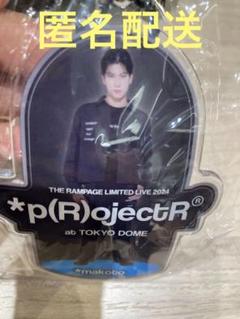 匿名配送
THE RAMPAGE LIMITED LIVE 2024
*p(R)ojectR®
at TOKYO DOME
*makoto